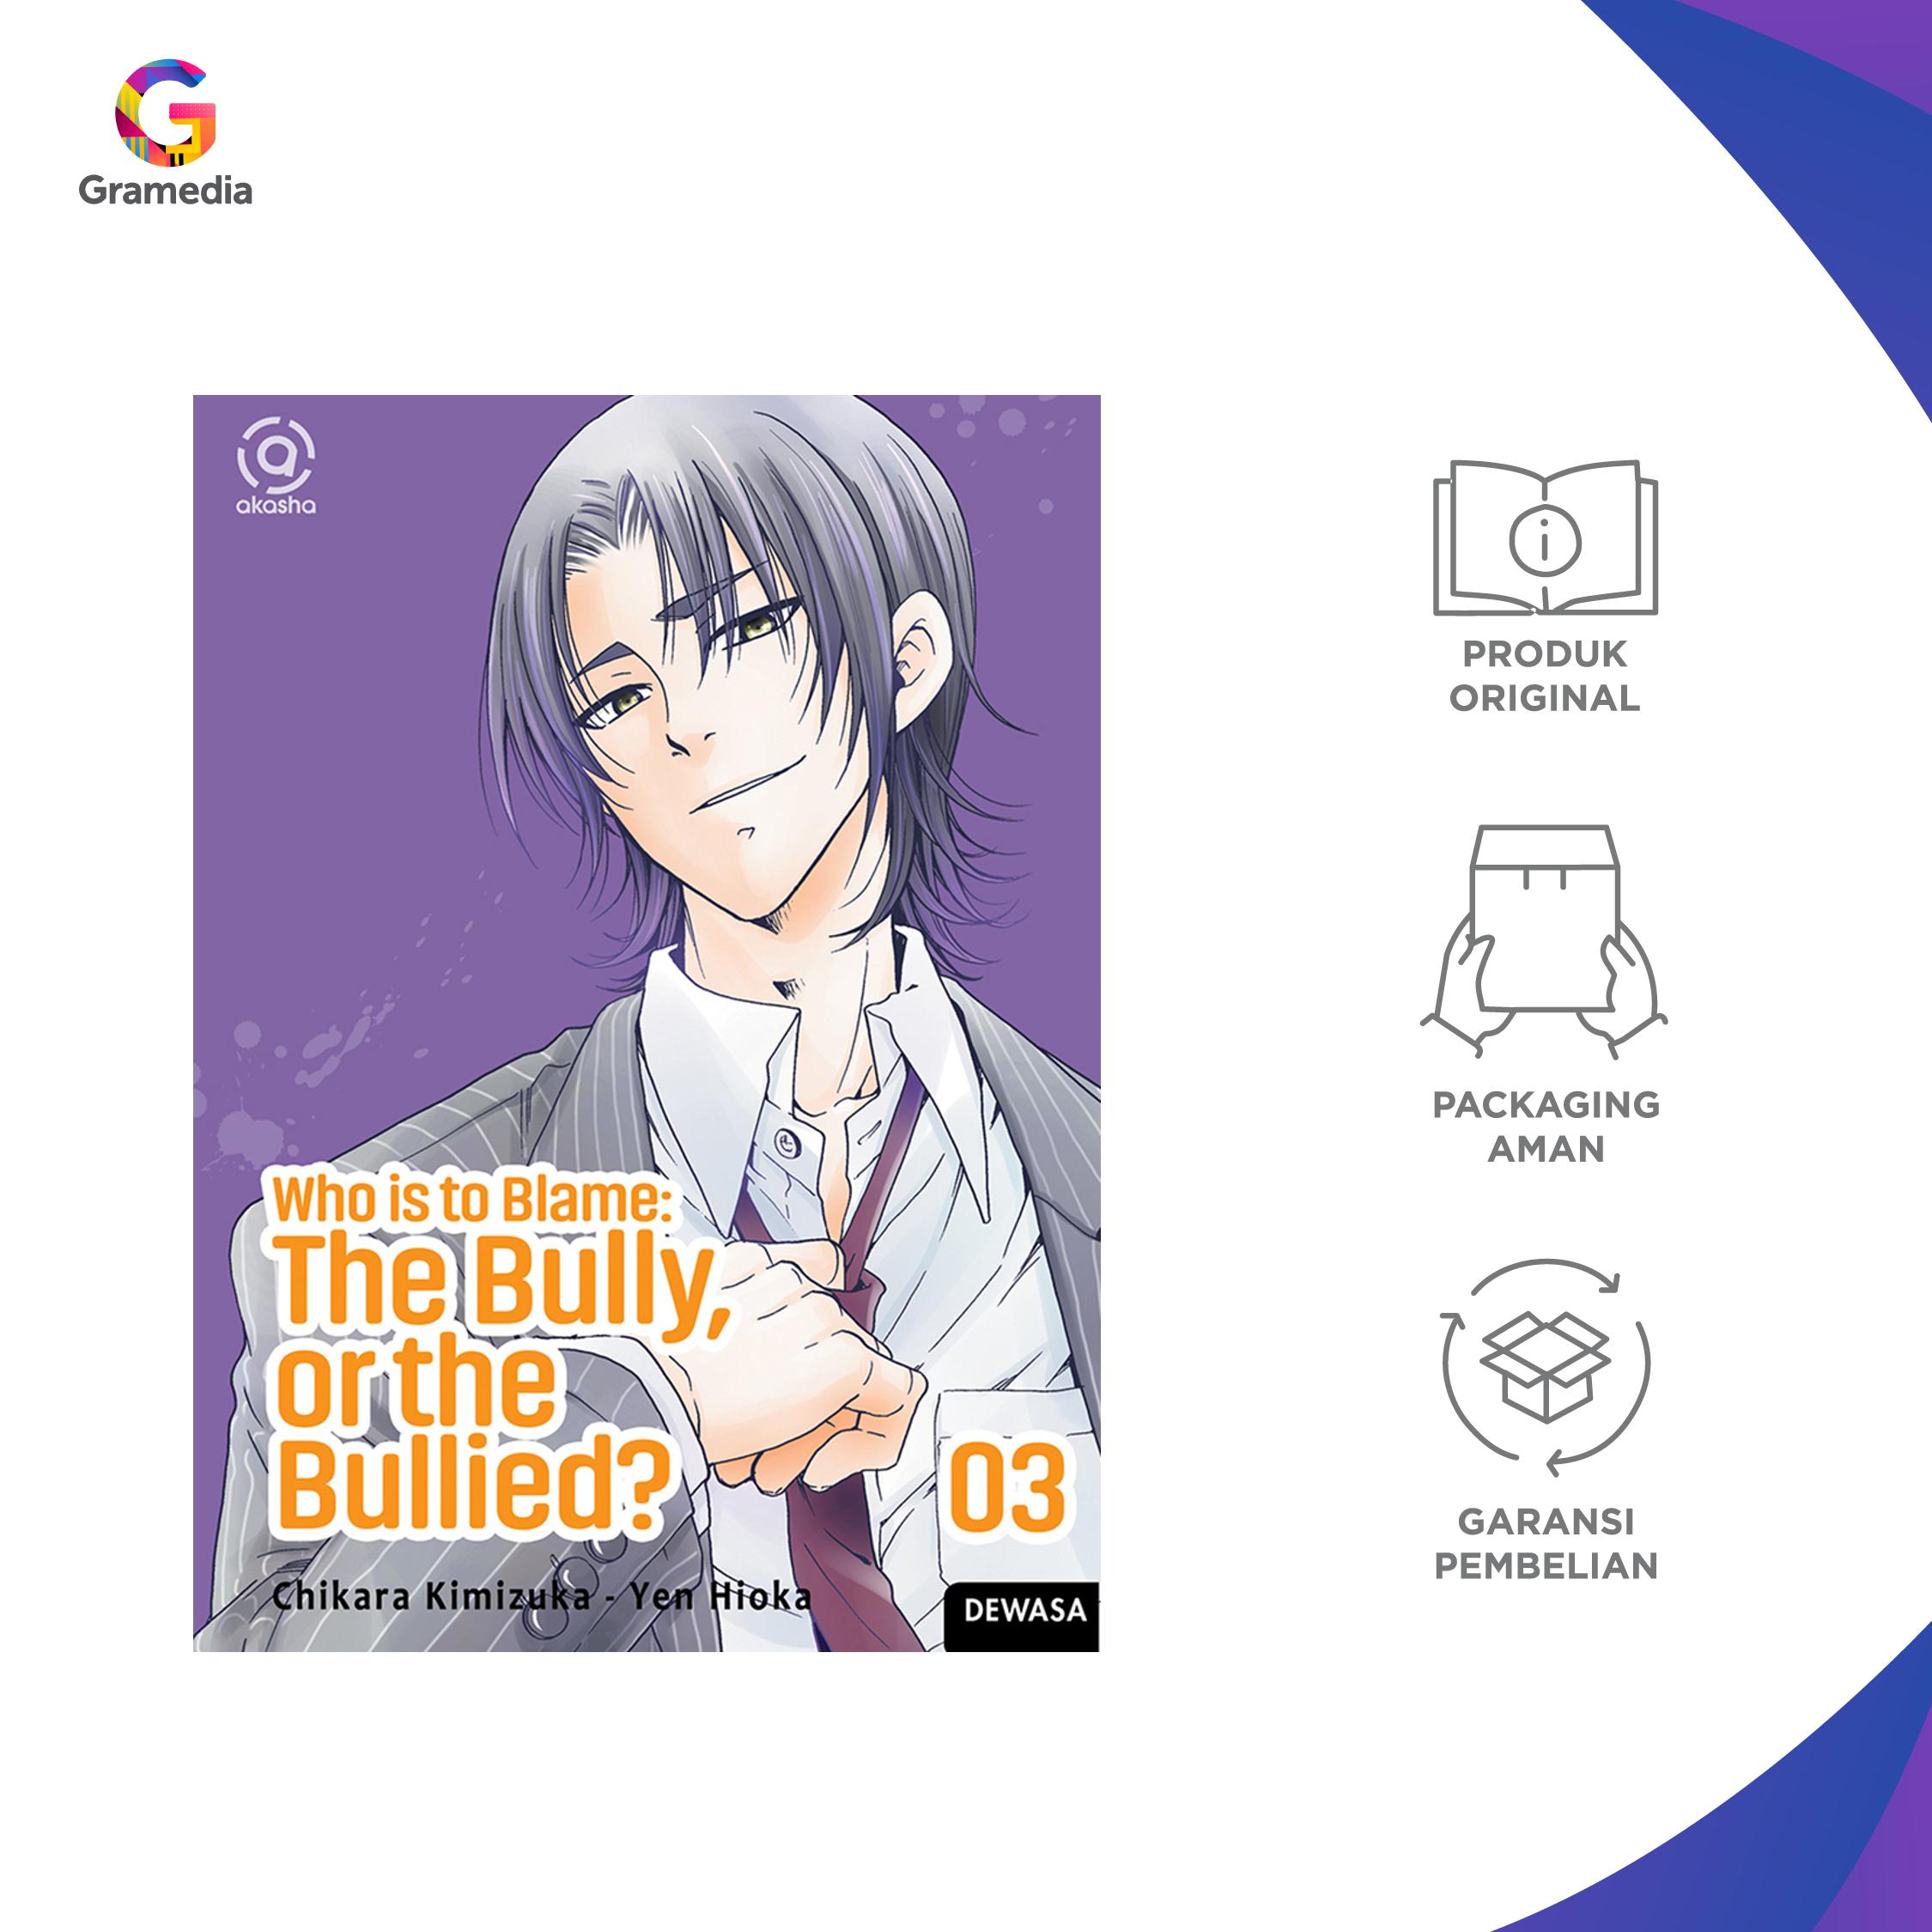 Gramedia
akasha
Who is to Blame:
The Bully,
or the
Bullied?
03
Chikara Kimizuka - Yen Hioka
DEWASA
PRODUK
ORIGINAL
PACKAGING
AMAN
GARANSI
PEMBELIAN